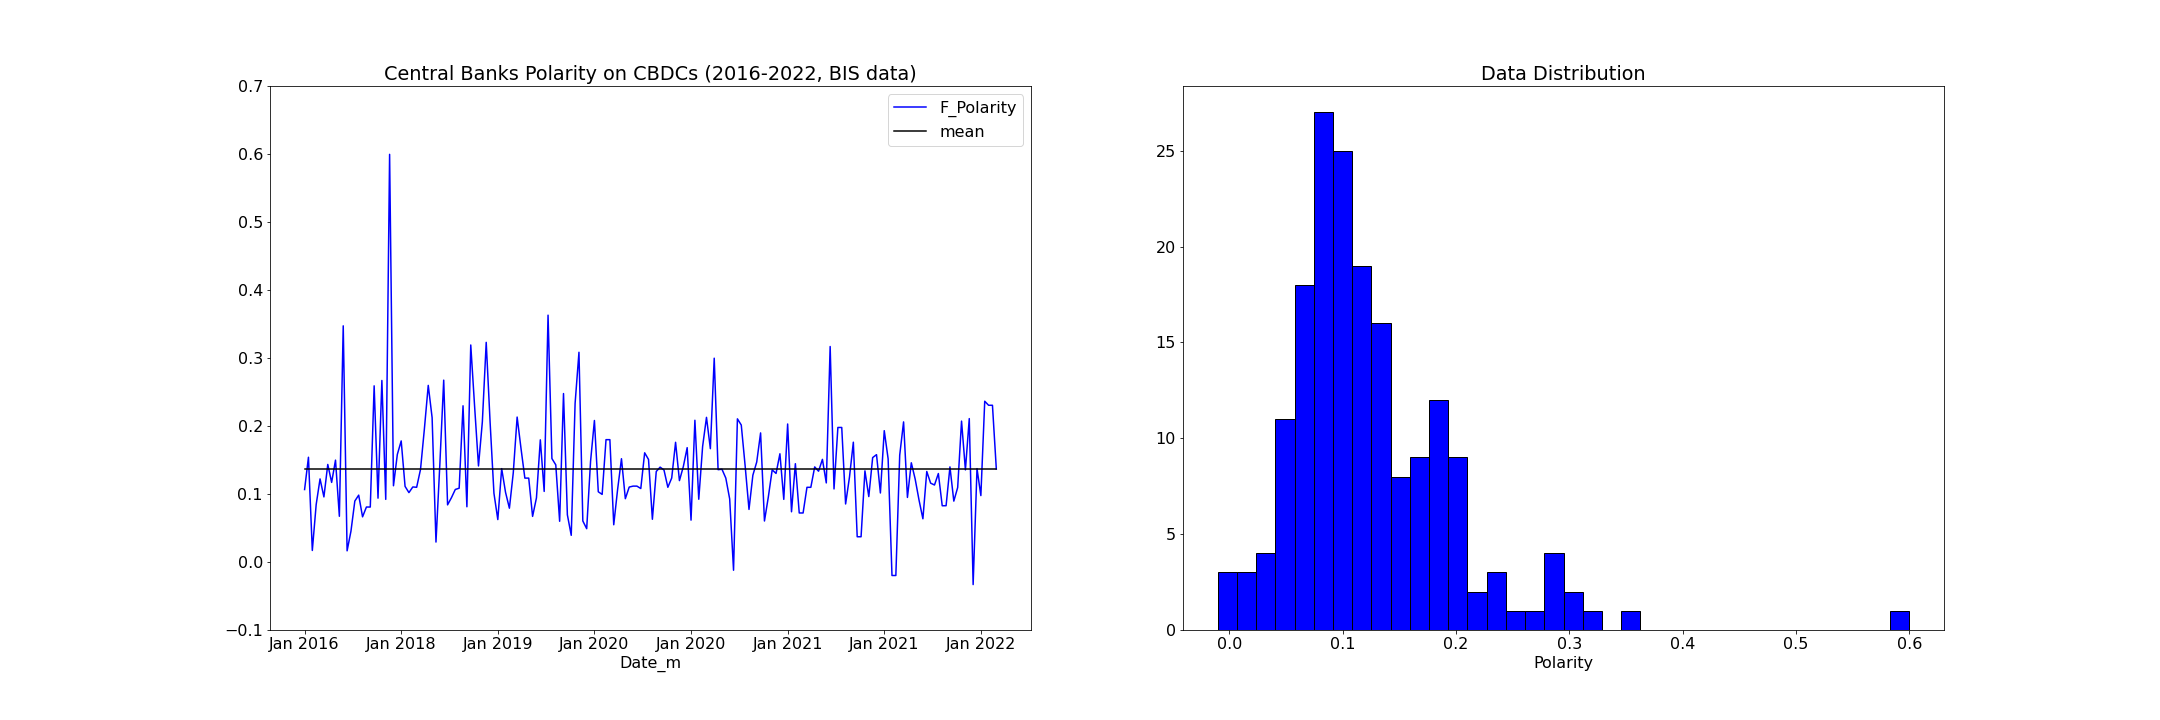 Central Banks Polarity on CBDCs (2016-2022, BIS data)
0.7
0.6
0.5
0.4
0.3
0.2
0.1
0.0
−0.1
F_Polarity
mean
Jan 2016 Jan 2018 Jan 2019 Jan 2020 Jan 2020 Jan 2021 Jan 2021 Jan 2022
Date_m
Data Distribution
25
20
15
10
5
0
0.0 0.1 0.2 0.3 0.4 0.5 0.6
Polarity